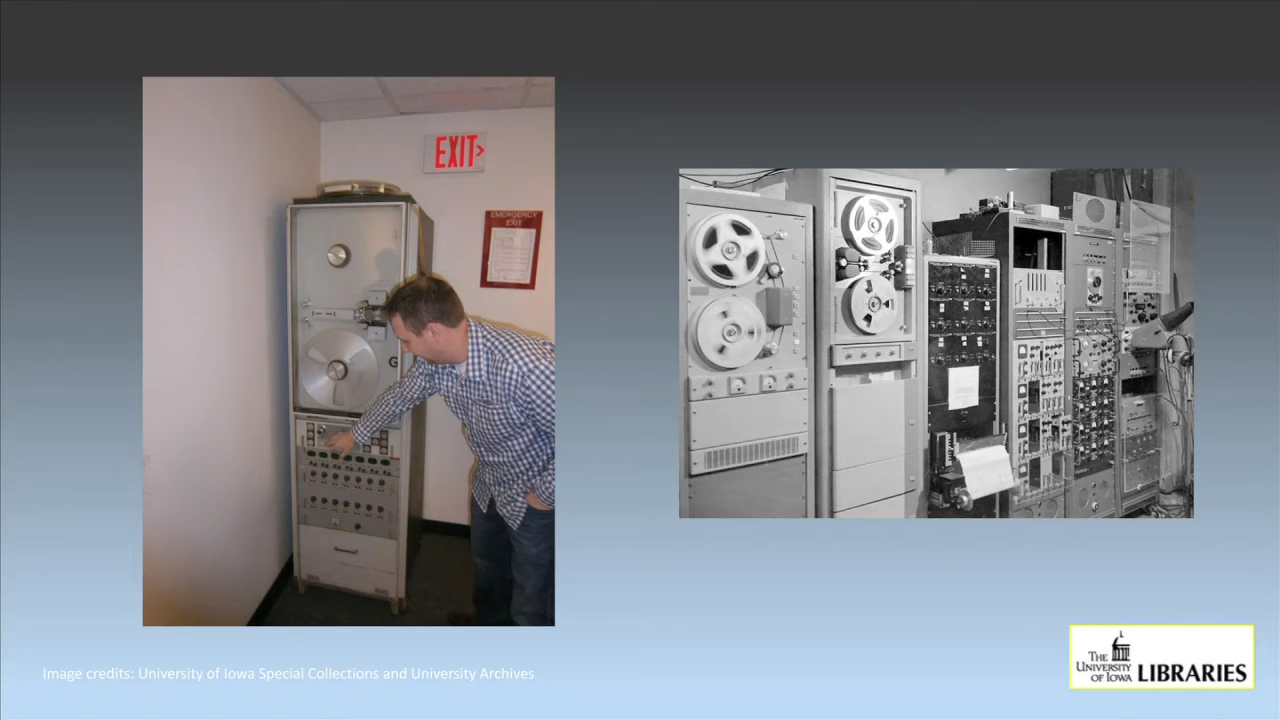 EXIT>
EMERGENCY
EXIT
G
Image credits: University of Iowa Special Collections and University Archives
THE
UNIVERSITY
OF IOWA
LIBRARIES